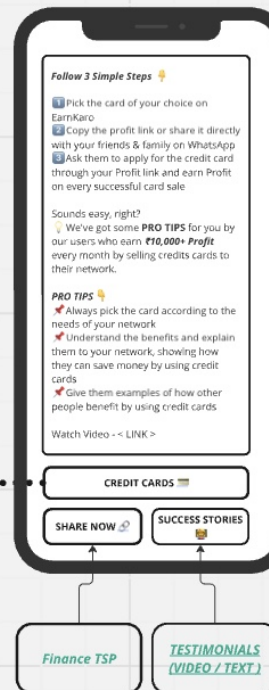 Follow 3 Simple Steps 👇
1️⃣Pick the card of your choice on
EarnKaro
2️⃣Copy the profit link or share it directly
with your friends & family on WhatsApp
3️⃣Ask them to apply for the credit card
through your Profit link and earn Profit
on every successful card sale
Sounds easy, right?
💡We've got some PRO TIPS for you by
our users who earn ₹10,000+ Profit
every month by selling credits cards to
their network.
PRO TIPS 👇
📌Always pick the card according to the
needs of your network
📌Understand the benefits and explain
them to your network, showing how
they can save money by using credit
cards
📌Give them examples of how other
people benefit by using credit cards
Watch Video - < LINK >
CREDIT CARDS 💳
SHARE NOW 🔗
SUCCESS STORIES
Finance TSP
TESTIMONIALS
(VIDEO / TEXT )